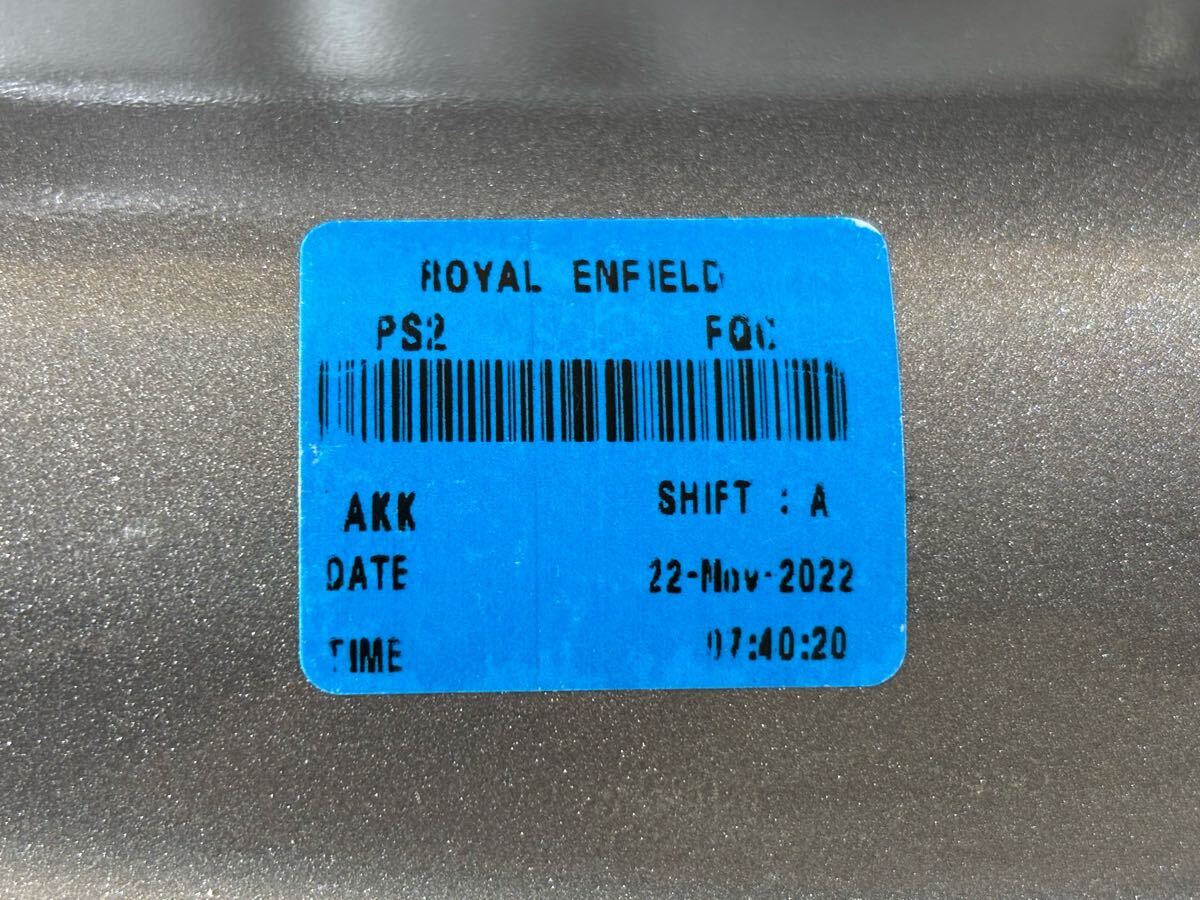 ROYAL ENFIELD
PS2 FQC
AKK SHIFT : A
DATE 22-Nov-2022
TIME 07:40:20